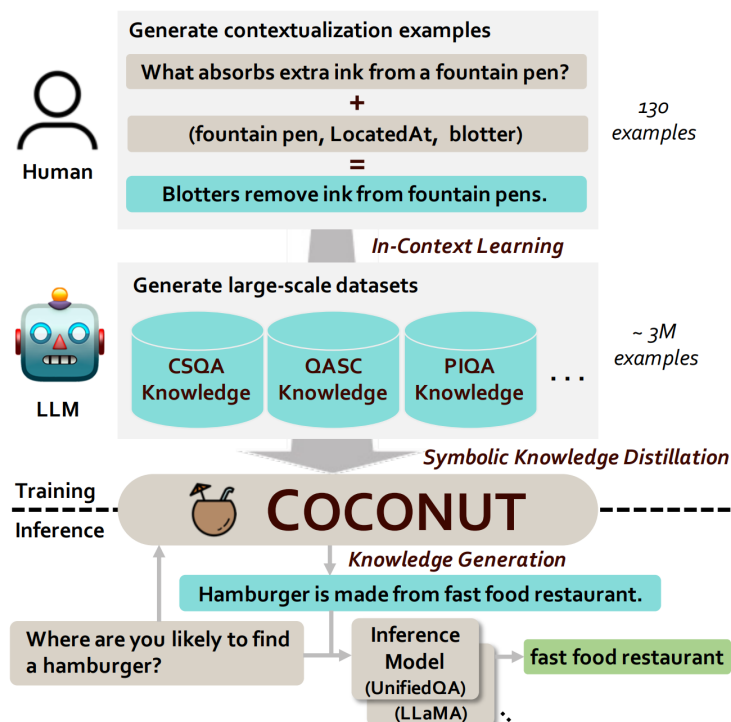 Generate contextualization examples
What absorbs extra ink from a fountain pen?
+
(fountain pen, LocatedAt, blotter)
=
Blotters remove ink from fountain pens.
Human
130
examples
In-Context Learning
Generate large-scale datasets
CSQA
Knowledge
QASC
Knowledge
PIQA
Knowledge
. . .
LLM
~ 3M
examples
Symbolic Knowledge Distillation
Training
Inference
COCONUT
Knowledge Generation
Hamburger is made from fast food restaurant.
Where are you likely to find
a hamburger?
Inference
Model
(UnifiedQA)
(LLaMA)
fast food restaurant